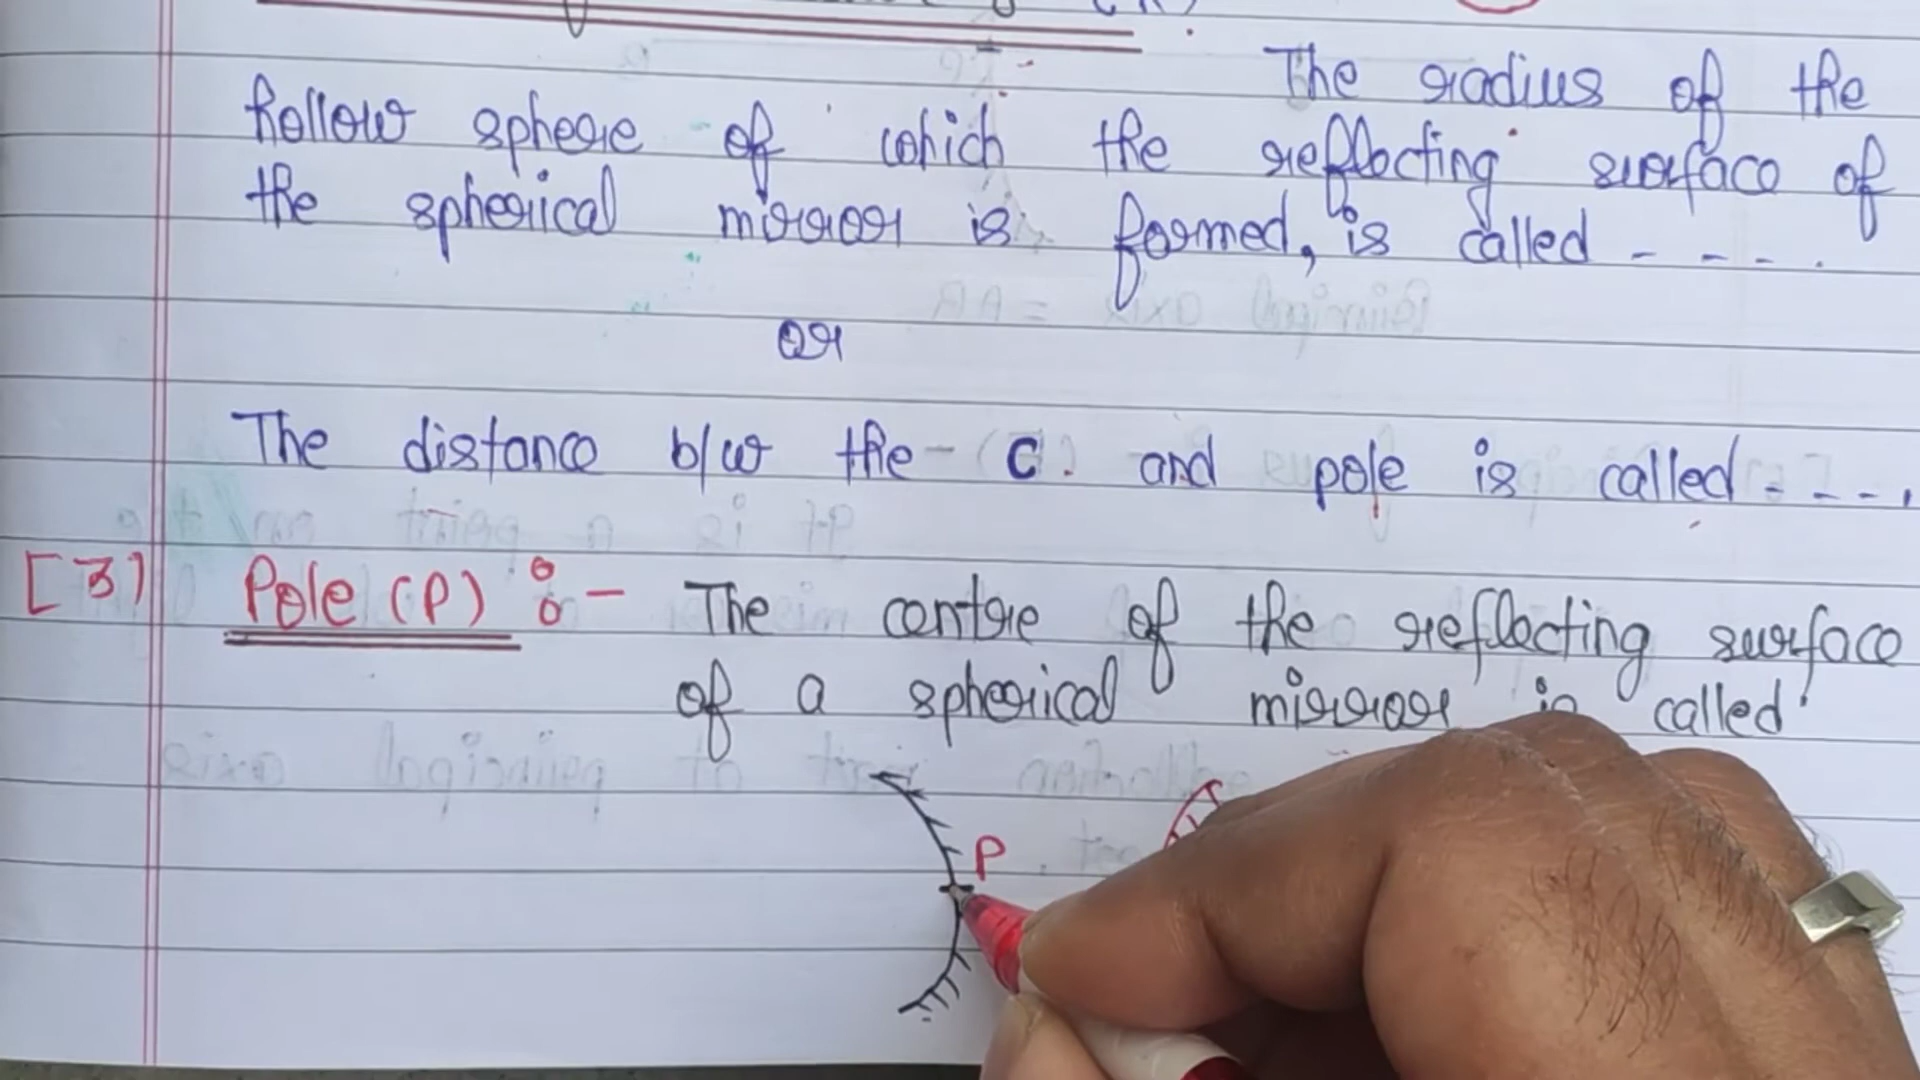 The radius of the
hollow sphere of which the reflecting surface of
the spherical mirror is formed, is called - - - .
or
The distance b/w the C. and pole is called - - - .
[3] Pole (P) :- The centre of the reflecting surface
of a spherical mirror is called
P